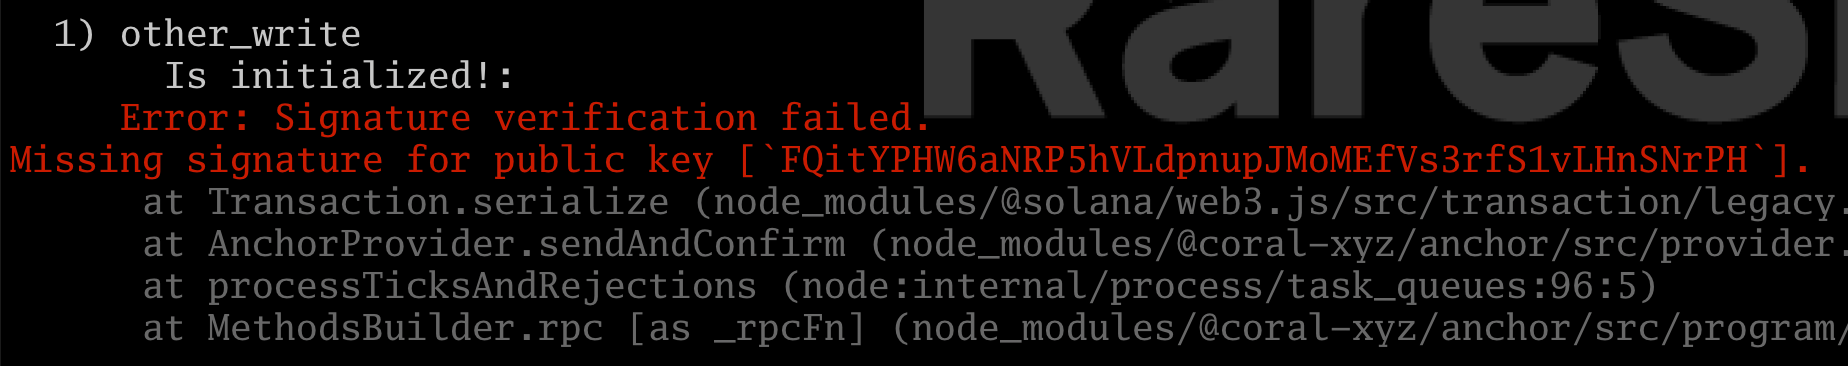 RareS
1) other_write
Is initialized!:
Error: Signature verification failed.
Missing signature for public key [`FQitYPHW6aNRP5hVLdpnupJMoMEfVs3rfS1vLHnSNrPH`].
at Transaction.serialize (node_modules/@solana/web3.js/src/transaction/legacy.
at AnchorProvider.sendAndConfirm (node_modules/@coral-xyz/anchor/src/provider.
at processTicksAndRejections (node:internal/process/task_queues:96:5)
at MethodsBuilder.rpc [as _rpcFn] (node_modules/@coral-xyz/anchor/src/program/